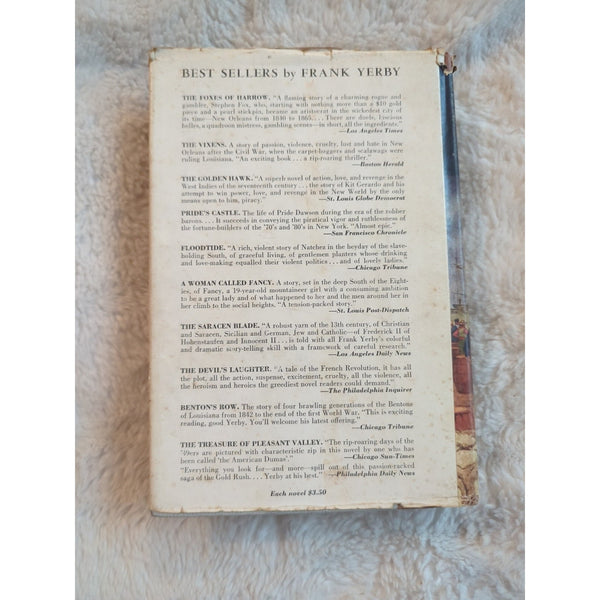 BEST SELLERS by FRANK YERBY
THE FOXES OF HARROW. "A flaming story of a charming rogue and
gambler, Stephen Fox, who, starting with nothing more than a $10 gold
piece and a pearl stickpin, became an aristocrat in the wickedest city of
its time—New Orleans from 1840 to 1865. . . . There are duels, luscious
belles, a quadroon mistress, gambling scenes—in short, all the ingredients."
—Los Angeles Times
THE VIXENS. A story of passion, violence, cruelty, lust and hate in New
Orleans after the Civil War, when the carpet-baggers and scalawags were
ruling Louisiana. "An exciting book . . . a rip-roaring thriller."
—Boston Herald
THE GOLDEN HAWK. "A superb novel of action, love, and revenge in the
West Indies of the seventeenth century . . . the story of Kit Gerardo and his
attempt to win power, love, and revenge in the New World by the only
means open to him, piracy."
—St. Louis Globe Democrat
PRIDE'S CASTLE. The life of Pride Dawson during the era of the robber
barons. . . . It succeeds in conveying the piratical vigor and ruthlessness of
the fortune-builders of the '70's and '80's in New York. "Almost epic."
—San Francisco Chronicle
FLOODTIDE. "A rich, violent story of Natchez in the heyday of the slave-
holding South, of graceful living, of gentlemen planters whose drinking
and love-making equalled their violent politics . . . and of lovely ladies."
—Chicago Tribune
A WOMAN CALLED FANCY. A story, set in the deep South of the Eight-
ies, of Fancy, a 19-year-old mountaineer girl with a consuming ambition
to be a great lady and of what happened to her and the men around her in
her climb to the social heights. "A tension-packed story."
—St. Louis Post-Dispatch
THE SARACEN BLADE. "A robust yarn of the 13th century, of Christian
and Saracen, Sicilian and German, Jew and Catholic—of Frederick II of
Hohenstaufen and Innocent II . . . is told with all Frank Yerby's colorful
and dramatic story-telling skill with a framework of careful research."
—Los Angeles Daily News
THE DEVIL'S LAUGHTER. "A tale of the French Revolution, it has all
the plot, all the action, suspense, excitement, cruelty, all the violence, all
the heroism and heroics the greediest novel readers could demand."
—The Philadelphia Inquirer
BENTON'S ROW. The story of four brawling generations of the Bentons
of Louisiana from 1842 to the end of the first World War. "This is exciting
reading, good Yerby. You'll welcome his latest offering."
—Chicago Tribune
THE TREASURE OF PLEASANT VALLEY. "The rip-roaring days of the
'49ers are pictured with characteristic zip in this novel by one who has
been called 'the American Dumas'."
—Chicago Sun-Times
"Everything you look for—and more—spill out of this passion-racked
saga of the Gold Rush. . . . Yerby at his best." —Philadelphia Daily News
Each novel $3.50